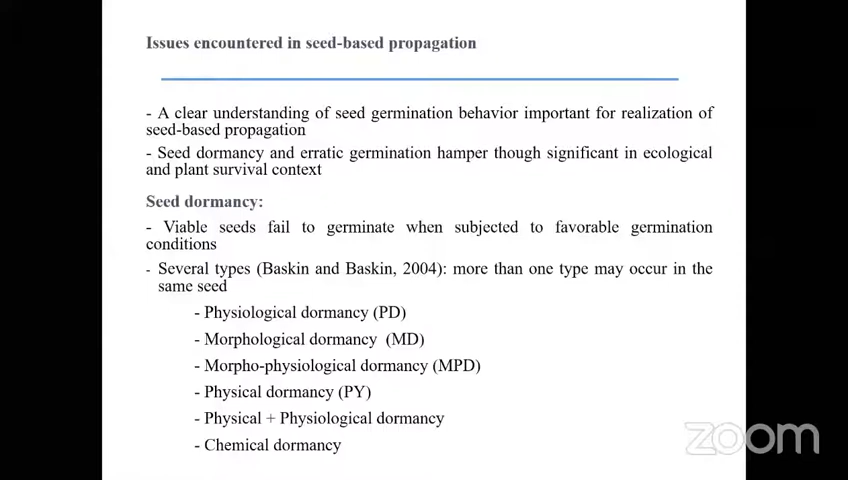 Issues encountered in seed-based propagation
- A clear understanding of seed germination behavior important for realization of
seed-based propagation
- Seed dormancy and erratic germination hamper though significant in ecological
and plant survival context
Seed dormancy:
- Viable seeds fail to germinate when subjected to favorable germination
conditions
- Several types (Baskin and Baskin, 2004): more than one type may occur in the
same seed
- Physiological dormancy (PD)
- Morphological dormancy (MD)
- Morpho-physiological dormancy (MPD)
- Physical dormancy (PY)
- Physical + Physiological dormancy
- Chemical dormancy
zoom